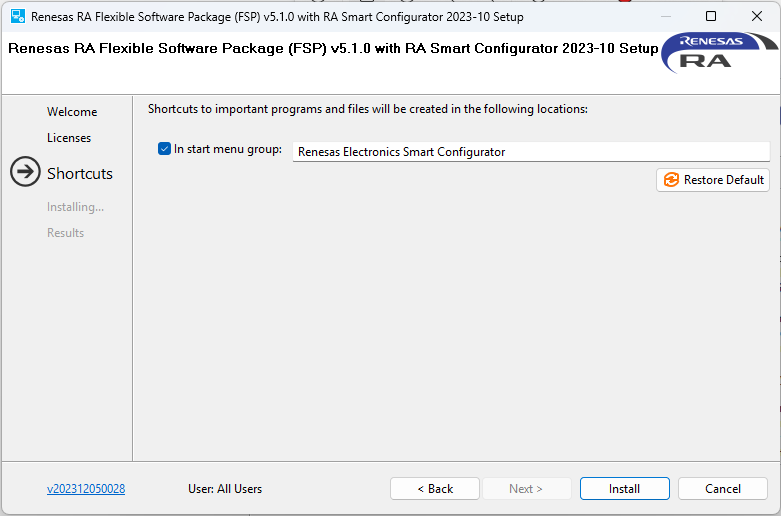 Renesas RA Flexible Software Package (FSP) v5.1.0 with RA Smart Configurator 2023-10 Setup
Renesas RA Flexible Software Package (FSP) v5.1.0 with RA Smart Configurator 2023-10 Setup
RENESAS
RA
Welcome
Licenses
Shortcuts
Installing...
Results
Shortcuts to important programs and files will be created in the following locations:
In start menu group: Renesas Electronics Smart Configurator
Restore Default
v202312050028 User: All Users < Back Next > Install Cancel